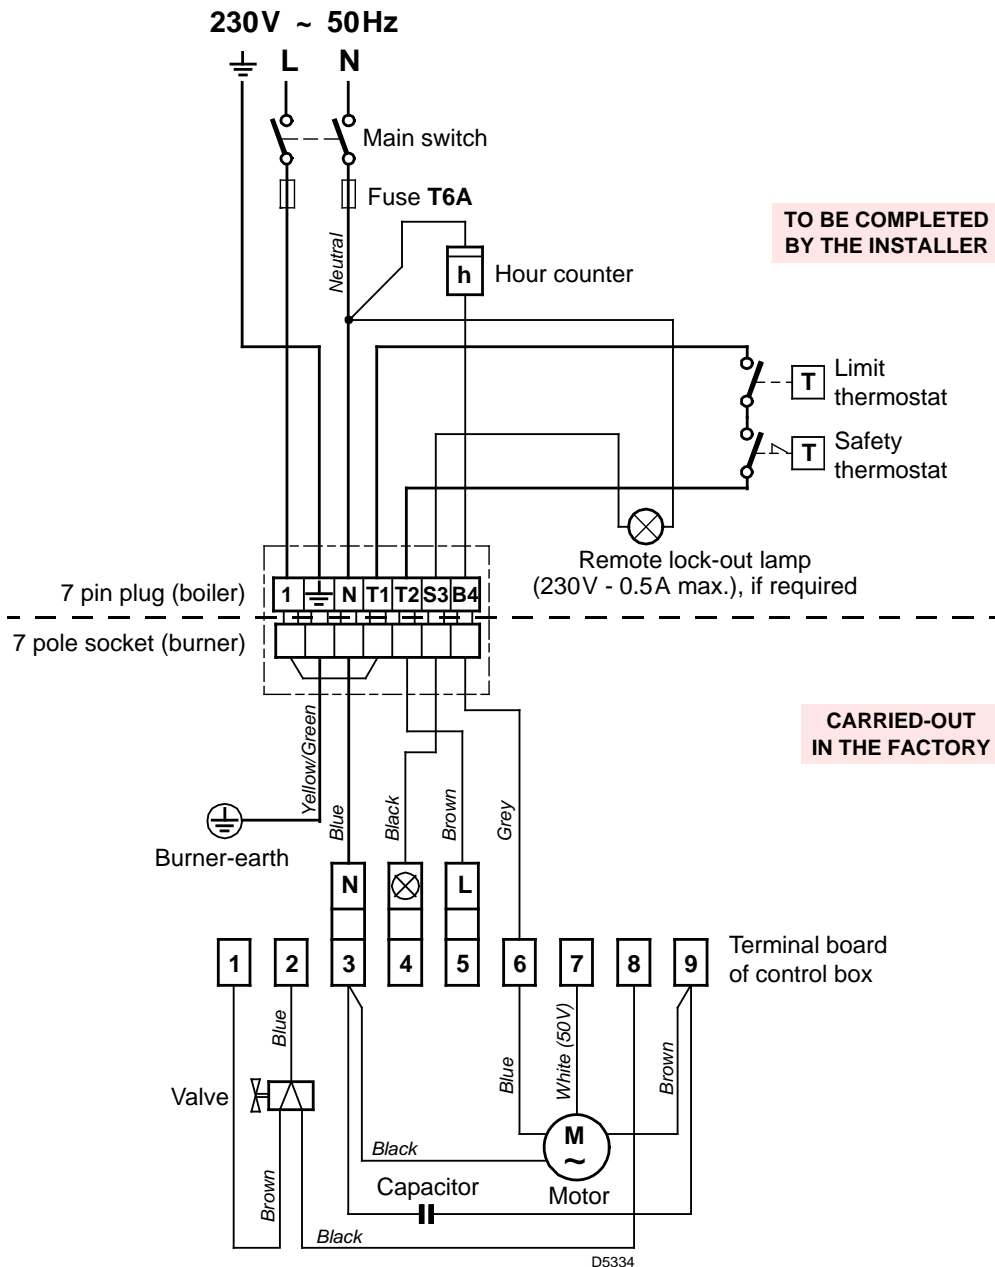 230V ~ 50Hz
L N
Main switch
Fuse T6A
Neutral
TO BE COMPLETED
BY THE INSTALLER
h Hour counter
T Limit
thermostat
T Safety
thermostat
Remote lock-out lamp
(230V - 0.5A max.), if required
7 pin plug (boiler)
1 N T1 T2 S3 B4
7 pole socket (burner)
CARRIED-OUT
IN THE FACTORY
Yellow/Green
Blue
Black
Brown
Grey
Burner-earth
N L
1 2 3 4 5 6 7 8 9
Terminal board
of control box
Blue
Blue
White (50V)
Brown
Valve
M
~
Black
Motor
Capacitor
Brown
Black
D5334